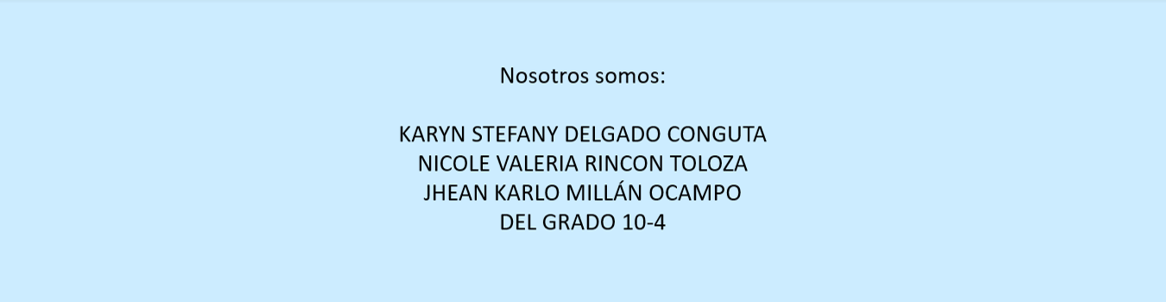 Nosotros somos:
KARYN STEFANY DELGADO CONGUTA
NICOLE VALERIA RINCON TOLOZA
JHEAN KARLO MILLÁN OCAMPO
DEL GRADO 10-4